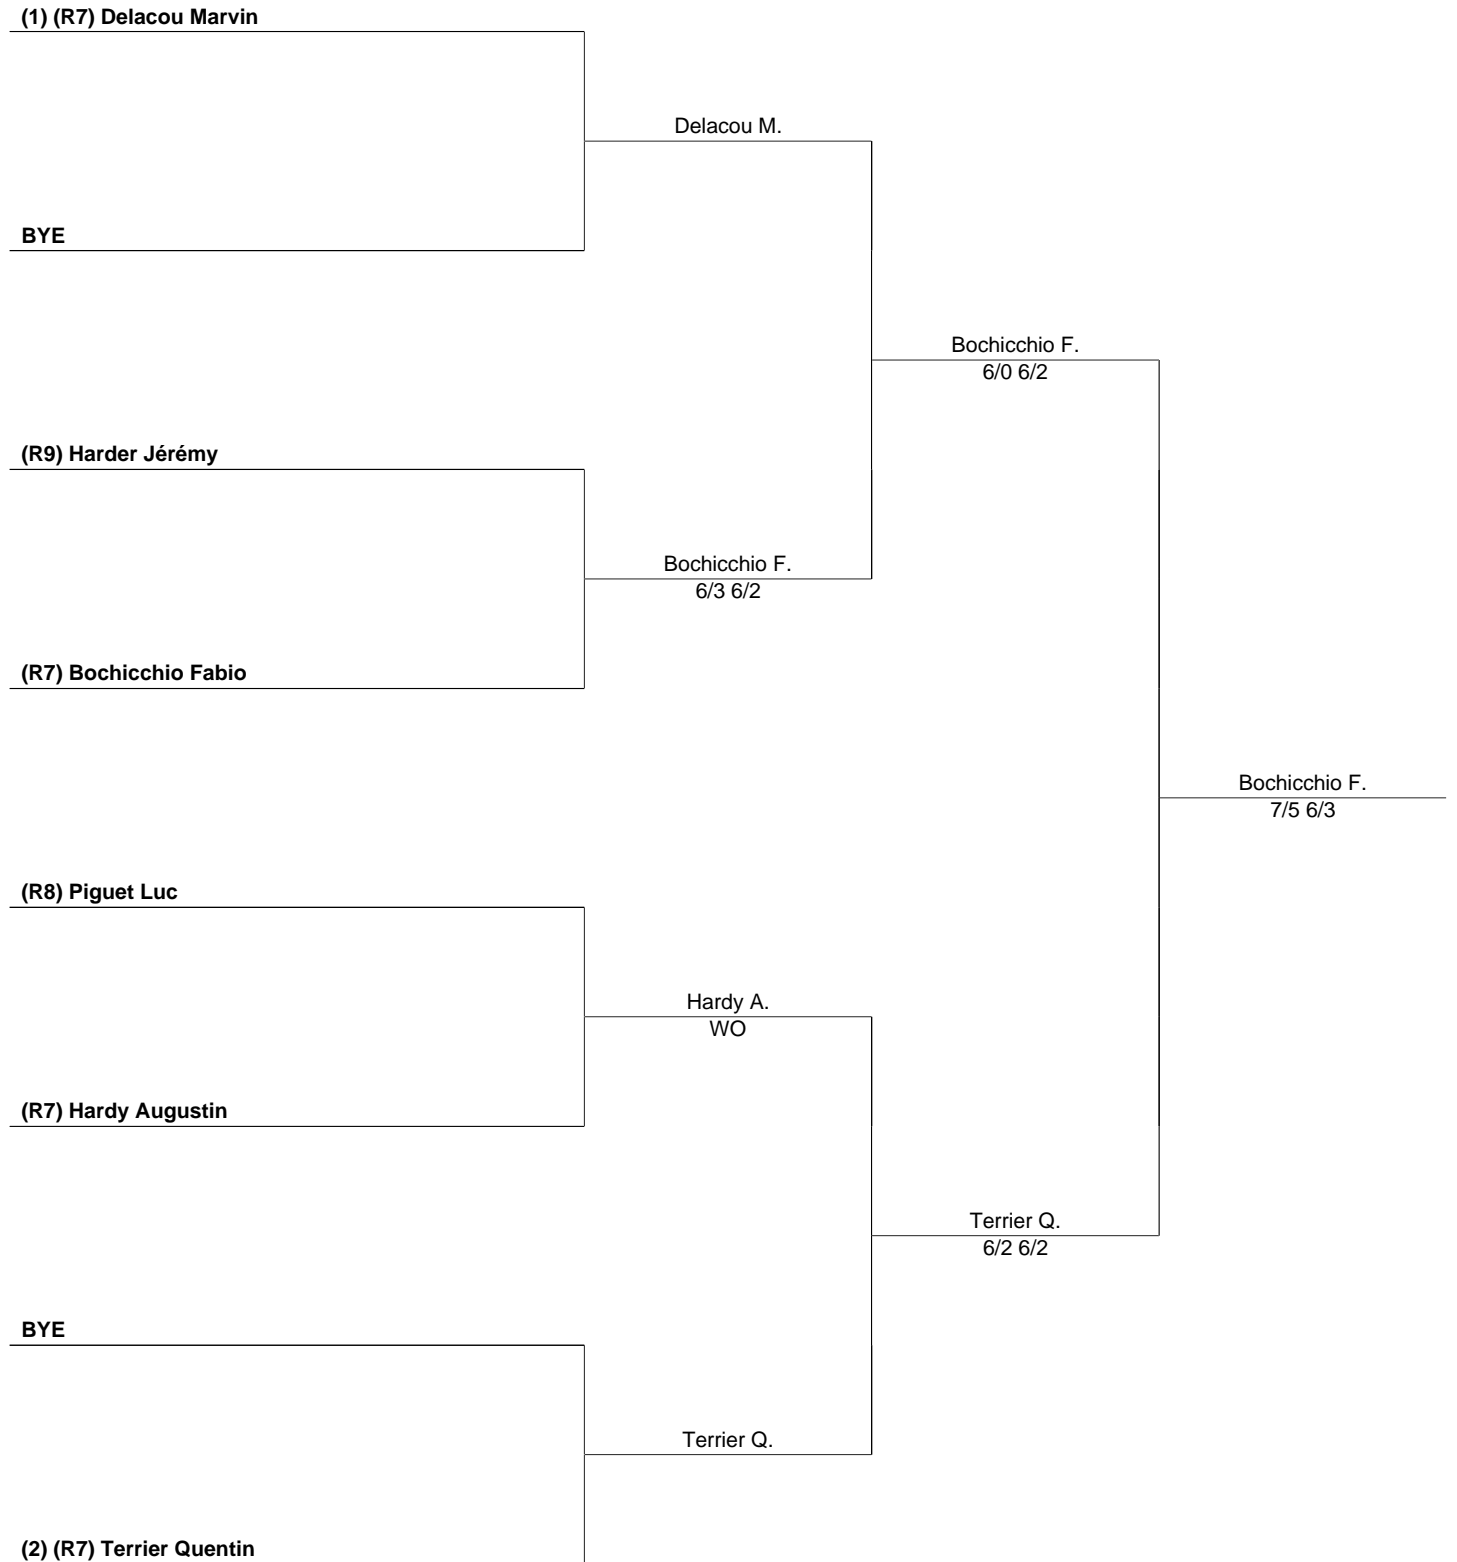 (1) (R7) Delacou Marvin
Delacou M.
BYE
Bochicchio F.
6/0 6/2
(R9) Harder Jérémy
Bochicchio F.
6/3 6/2
(R7) Bochicchio Fabio
Bochicchio F.
7/5 6/3
(R8) Piguet Luc
Hardy A.
WO
(R7) Hardy Augustin
Terrier Q.
6/2 6/2
BYE
Terrier Q.
(2) (R7) Terrier Quentin